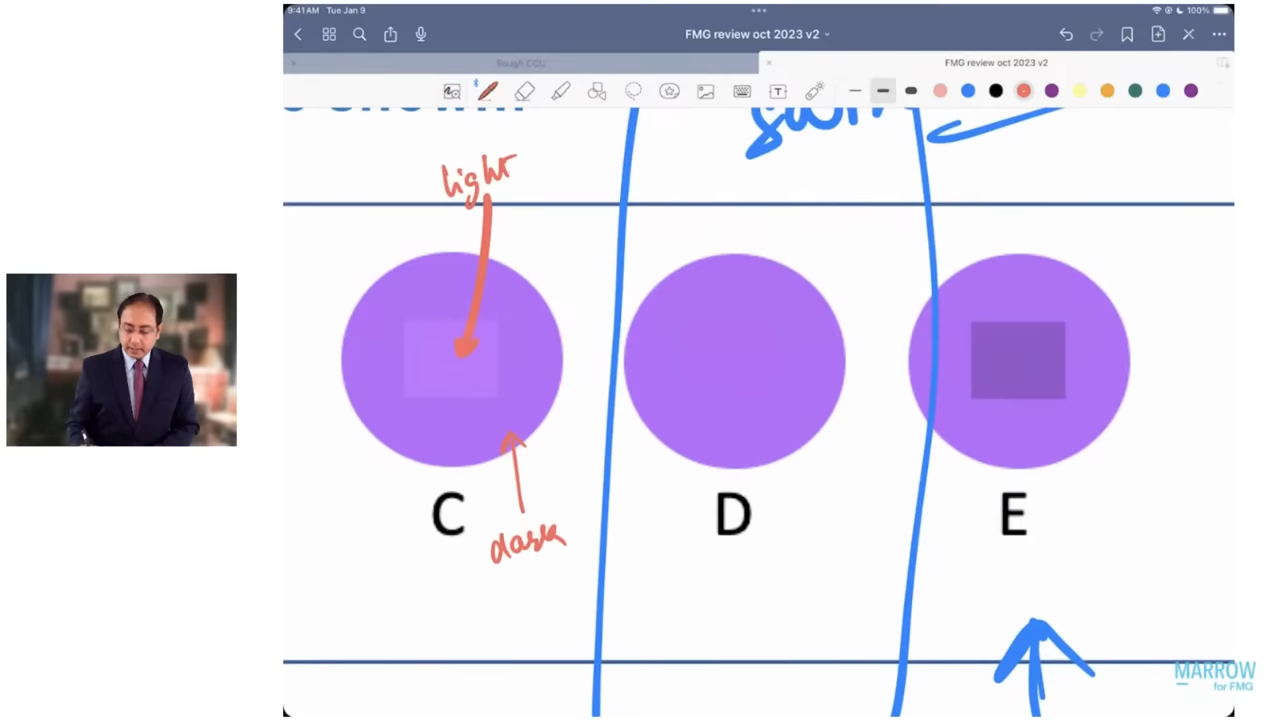 9:41 AM Tue Jan 9
100%
FMG review oct 2023 v2
Rough CCU
FMG review oct 2023 v2
T
light
C
D
E
dark
MARROW
for FMG